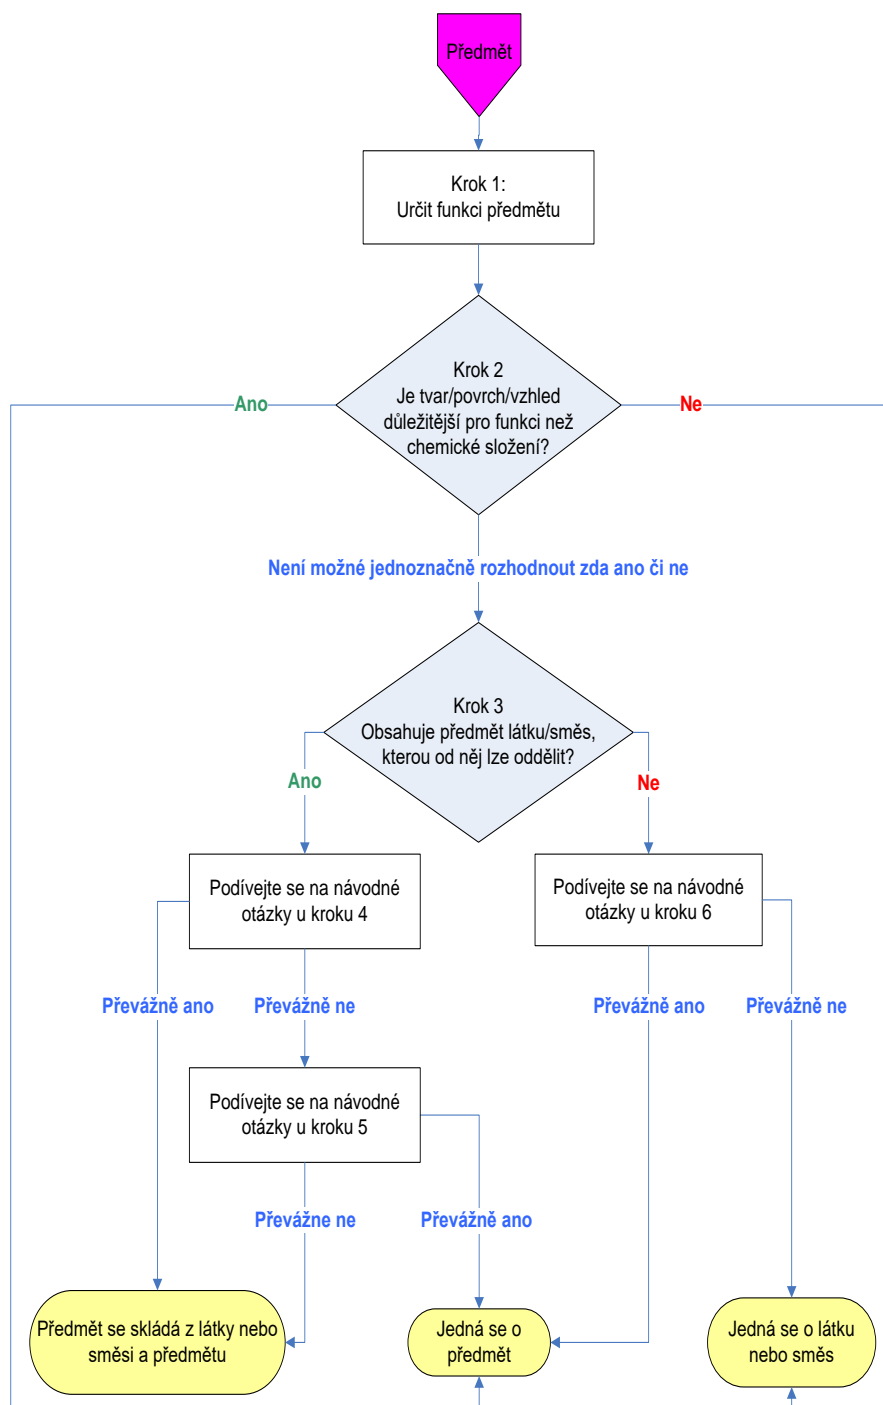 Předmět
Krok 1:
Určit funkci předmětu
Krok 2
Je tvar/povrch/vzhled
důležitější pro funkci než
chemické složení?
Ano
Ne
Není možné jednoznačně rozhodnout zda ano či ne
Krok 3
Obsahuje předmět látku/směs,
kterou od něj lze oddělit?
Ano
Ne
Podívejte se na návodné
otázky u kroku 4
Podívejte se na návodné
otázky u kroku 6
Převážně ano
Převážně ne
Převážně ano
Převážně ne
Podívejte se na návodné
otázky u kroku 5
Převážne ne
Převážně ano
Předmět se skládá z látky nebo
směsi a předmětu
Jedná se o
předmět
Jedná se o látku
nebo směs